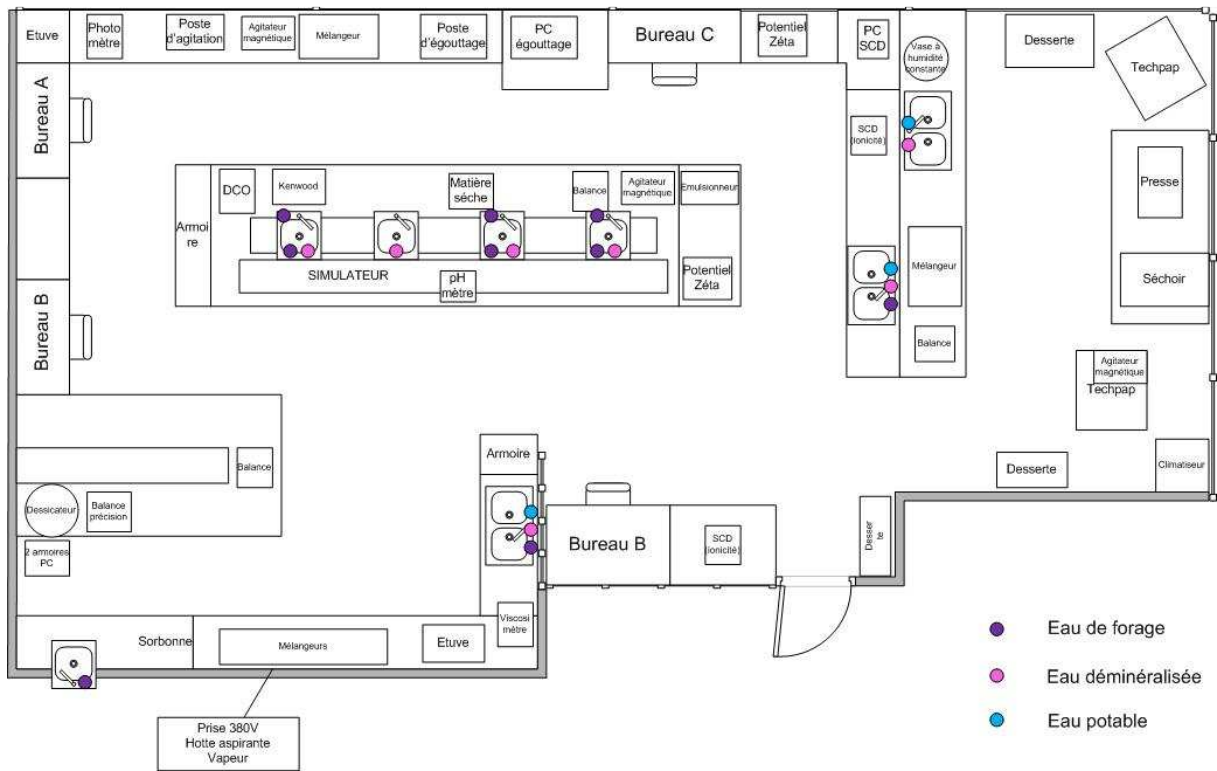 Etuve
Photo
mètre
Poste
d'agitation
Agitateur
magnétique
Mélangeur
Poste
d'égouttage
PC
égouttage
Bureau C
Potentiel
Zéta
PC
SCD
Vase à
humidité
constante
Desserte
Techpap
Bureau A
SCD
(ionicité)
Presse
DCO
Kenwood
Matière
séche
Balance
Agitateur
magnétique
Emulsionneur
Armoi
re
SIMULATEUR
pH
mètre
Potentiel
Zéta
Mélangeur
Séchoir
Bureau B
Balance
Agitateur
magnétique
Techpap
Armoire
Balance
Desserte
Climatiseur
Dessicateur
Balance
précision
2 armoires
PC
Bureau B
SCD
(ionicité)
Desser
te
Viscosi
mètre
Sorbonne
Mélangeurs
Etuve
Eau de forage
Eau déminéralisée
Eau potable
Prise 380V
Hotte aspirante
Vapeur